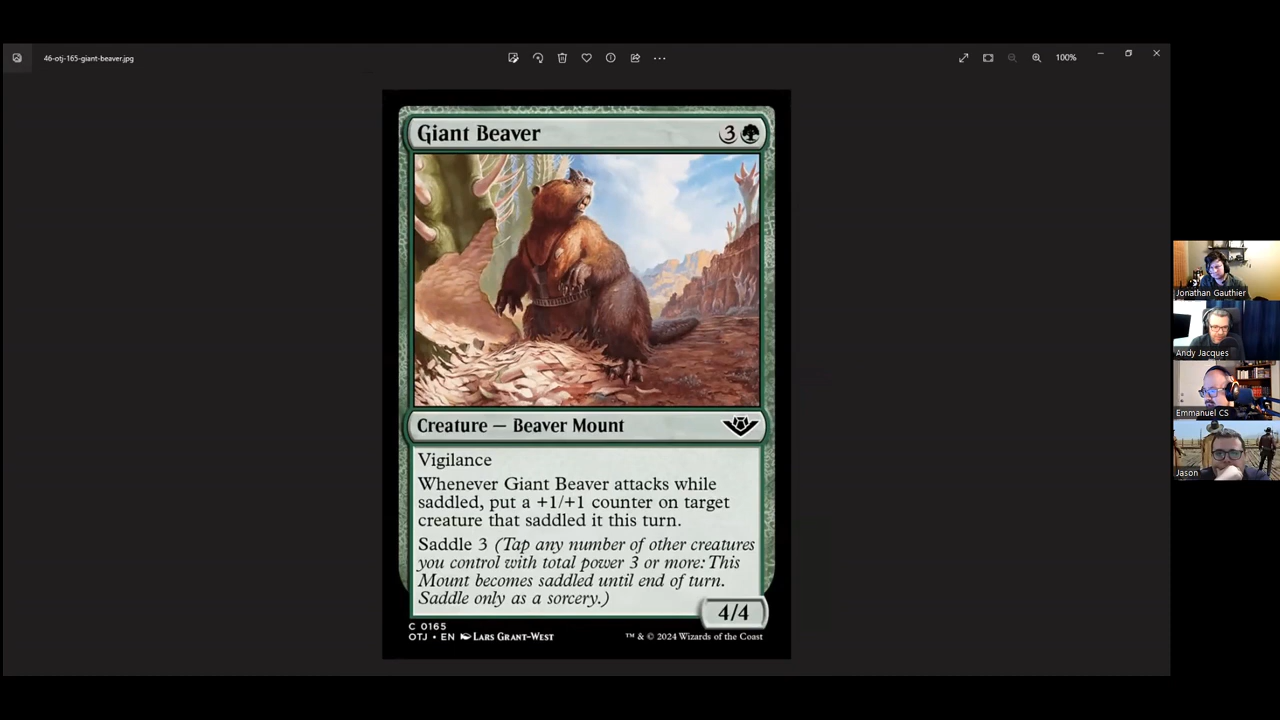 46-otj-165-giant-beaver.jpg
100%
Giant Beaver 3
Creature — Beaver Mount
Vigilance
Whenever Giant Beaver attacks while
saddled, put a +1/+1 counter on target
creature that saddled it this turn.
Saddle 3 (Tap any number of other creatures
you control with total power 3 or more: This
Mount becomes saddled until end of turn.
Saddle only as a sorcery.)
4/4
C 0165
OTJ • EN Lars Grant-West
™ & © 2024 Wizards of the Coast
Jonathan Gauthier
Andy Jacques
Emmanuel CS
Jason